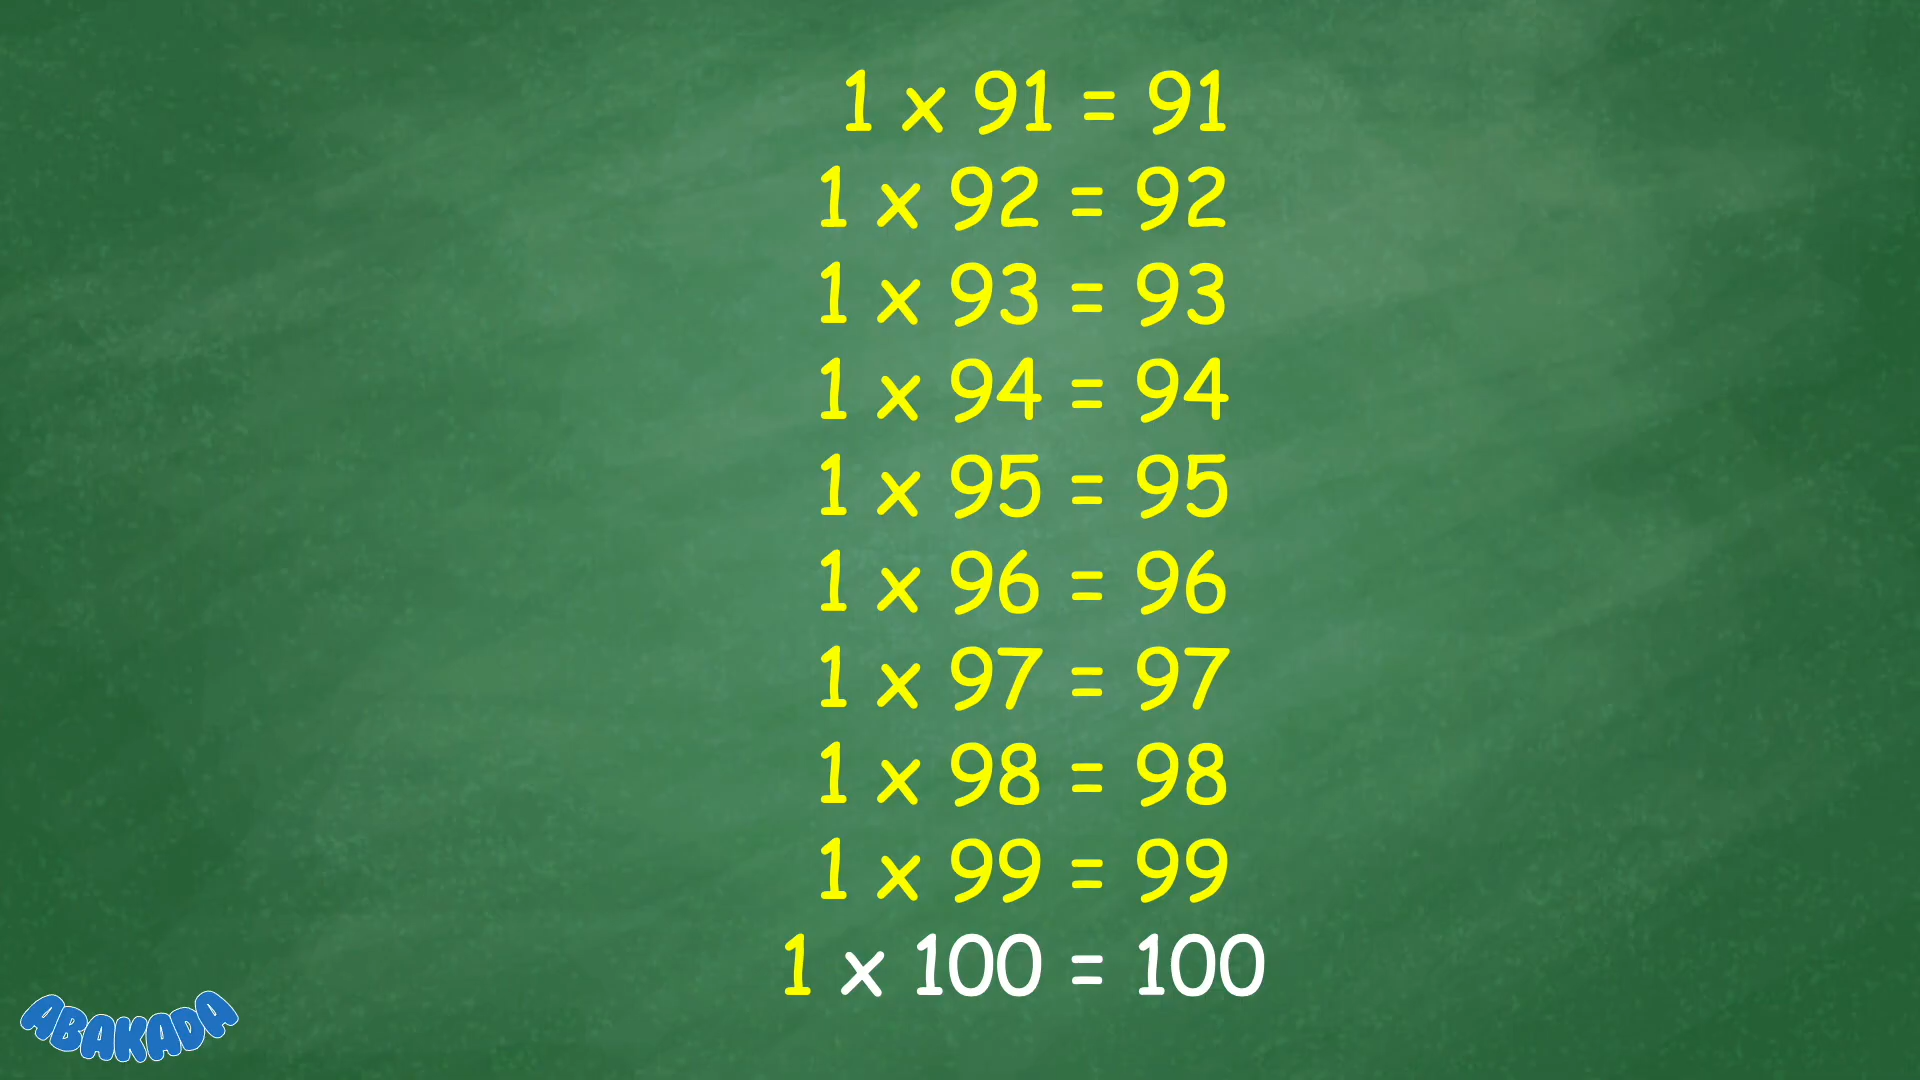 1 x 91 = 91
1 x 92 = 92
1 x 93 = 93
1 x 94 = 94
1 x 95 = 95
1 x 96 = 96
1 x 97 = 97
1 x 98 = 98
1 x 99 = 99
1 x 100 = 100
ABAKADA